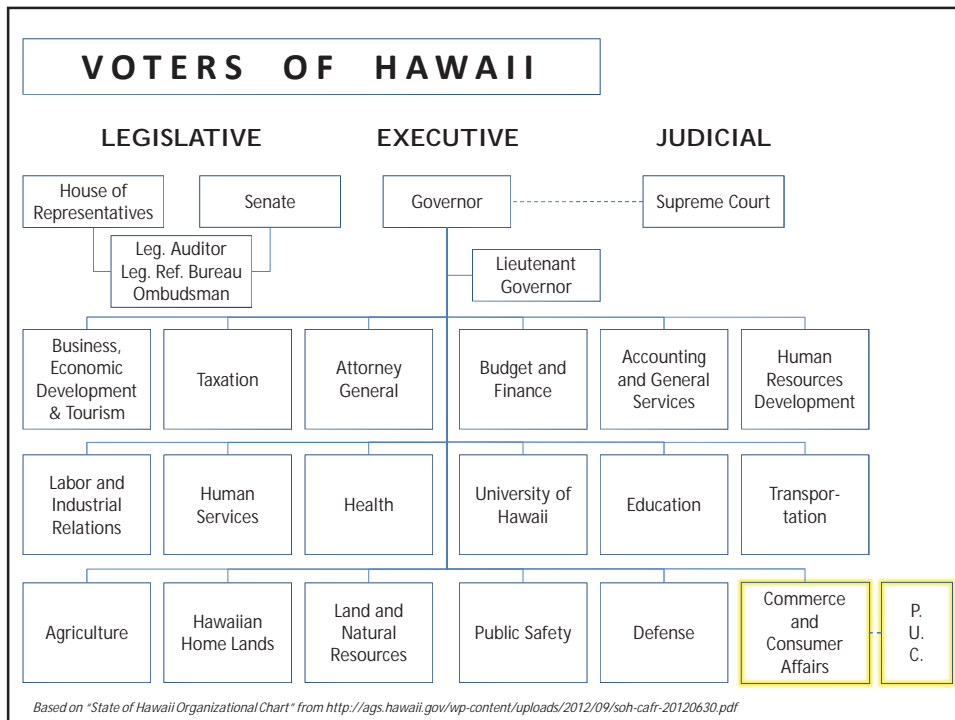 VOTERS OF HAWAII
LEGISLATIVE
EXECUTIVE
JUDICIAL
House of
Representatives
Senate
Governor
Supreme Court
Leg. Auditor
Leg. Ref. Bureau
Ombudsman
Lieutenant
Governor
Business,
Economic
Development
& Tourism
Taxation
Attorney
General
Budget and
Finance
Accounting
and General
Services
Human
Resources
Development
Labor and
Industrial
Relations
Human
Services
Health
University of
Hawaii
Education
Transpor-
tation
Agriculture
Hawaiian
Home Lands
Land and
Natural
Resources
Public Safety
Defense
Commerce
and
Consumer
Affairs
P.
U.
C.
Based on "State of Hawaii Organizational Chart" from http://ags.hawaii.gov/wp-content/uploads/2012/09/soh-cafr-20120630.pdf